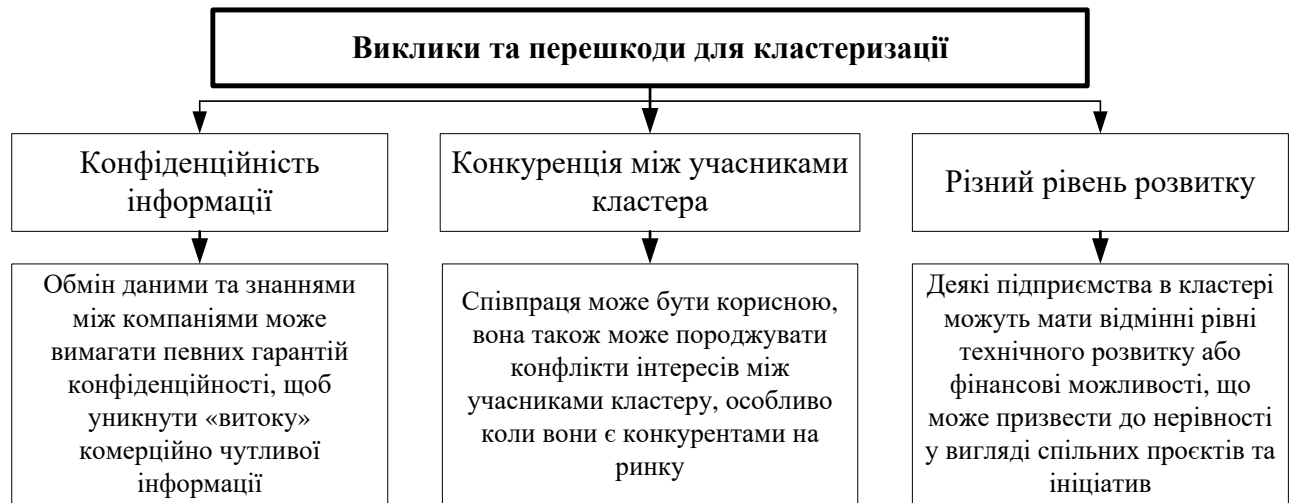 Виклики та перешкоди для кластеризації
Конфіденційність
інформації
Конкуренція між учасниками
кластера
Різний рівень розвитку
Обмін даними та знаннями
між компаніями може
вимагати певних гарантій
конфіденційності, щоб
уникнути «витоку»
комерційно чутливої
інформації
Співпраця може бути корисною,
вона також може породжувати
конфлікти інтересів між
учасниками кластеру, особливо
коли вони є конкурентами на
ринку
Деякі підприємства в кластері
можуть мати відмінні рівні
технічного розвитку або
фінансові можливості, що
може призвести до нерівності
у вигляді спільних проєктів та
ініціатив